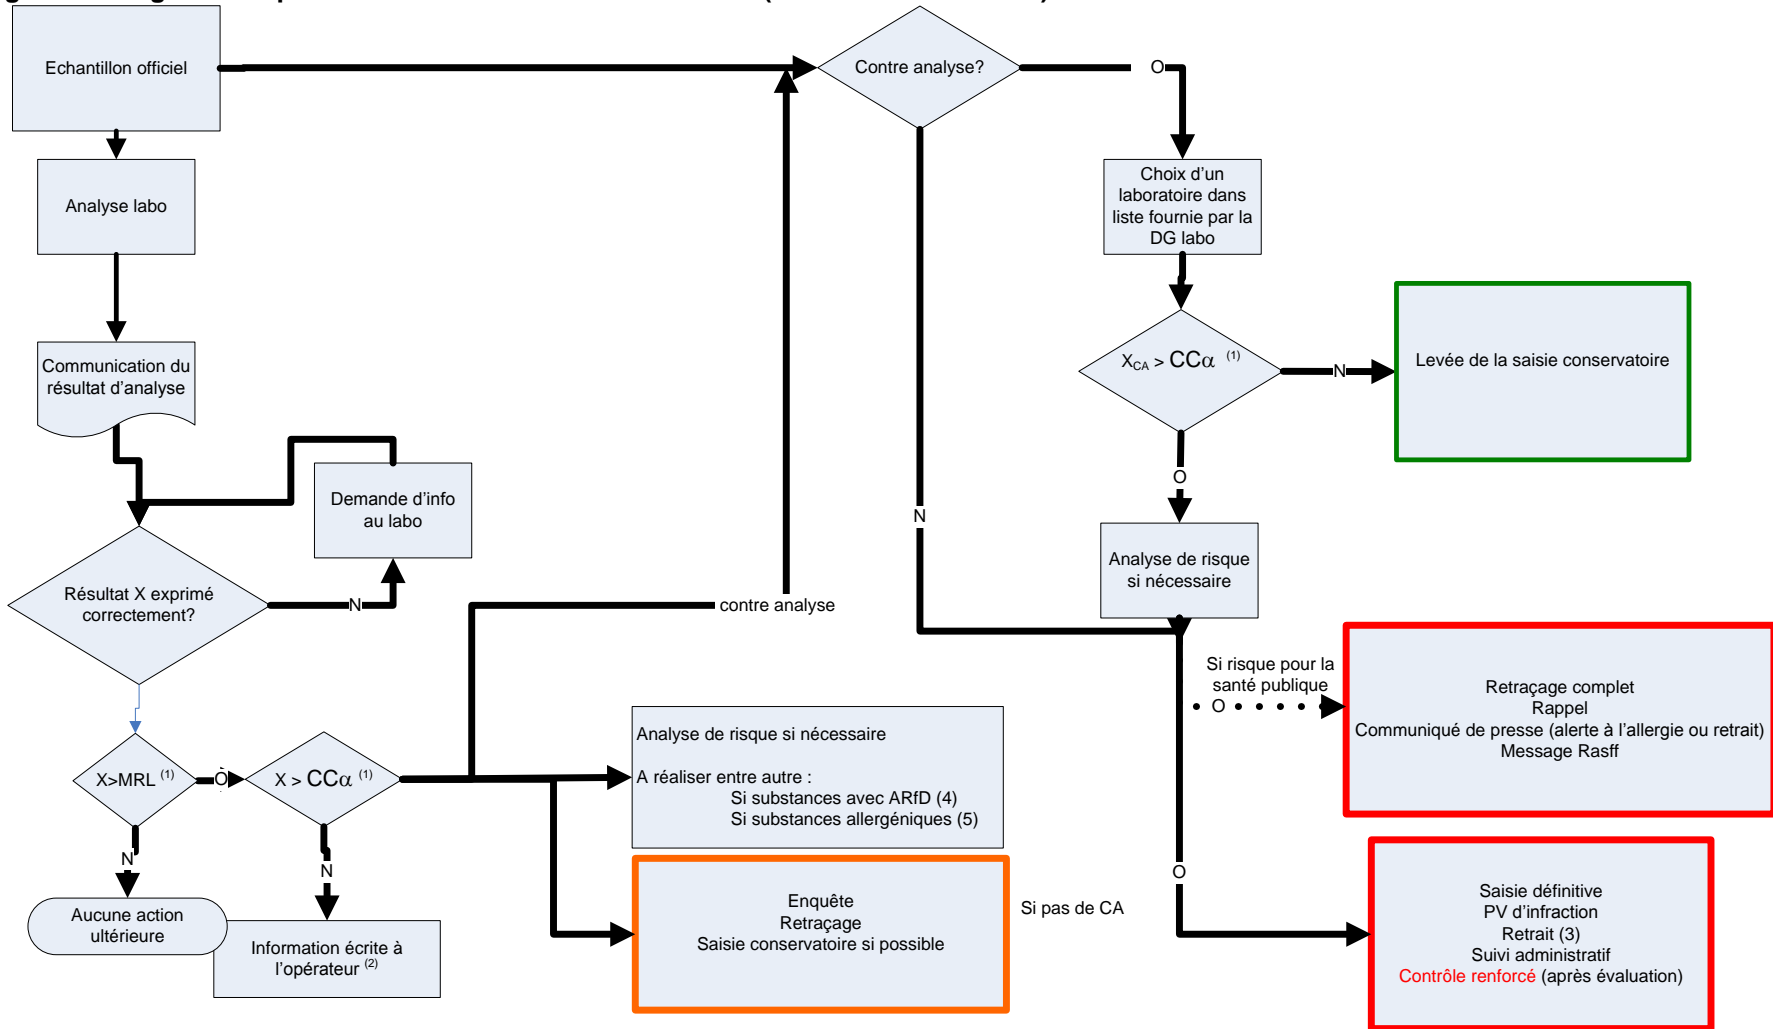 Echantillon officiel
Contre analyse?
O
Analyse labo
Choix d'un
laboratoire dans
liste fournie par la
DG labo
Communication du
résultat d'analyse
XCA > CCα (1)
N
Levée de la saisie conservatoire
O
Demande d'info
au labo
N
Résultat X exprimé
correctement?
N
contre analyse
Analyse de risque
si nécessaire
Si risque pour la
santé publique
O
Retraçage complet
Rappel
Communiqué de presse (alerte à l'allergie ou retrait)
Message Rasff
X>MRL (1)
O
X > CCα (1)
Analyse de risque si nécessaire
A réaliser entre autre :
Si substances avec ARfD (4)
Si substances allergéniques (5)
N
N
O
Aucune action
ultérieure
Information écrite à
l'opérateur (2)
Enquête
Retraçage
Saisie conservatoire si possible
Si pas de CA
Saisie définitive
PV d'infraction
Retrait (3)
Suivi administratif
Contrôle renforcé (après évaluation)